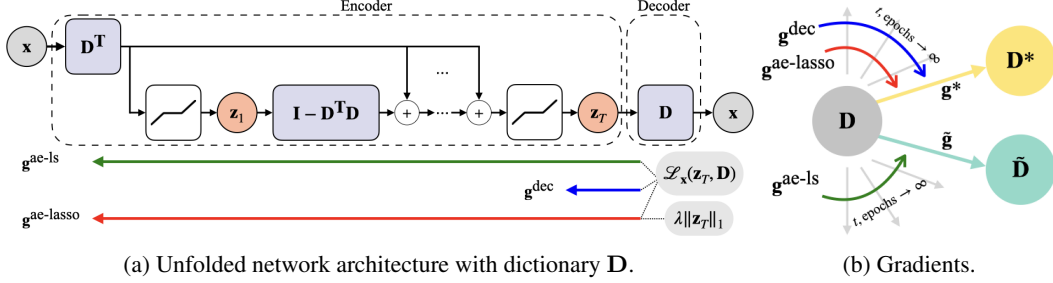 Encoder
Decoder
x
D^T
z_1
I − D^T D
+
...
...
+
z_T
D
x
g^ae-ls
g^dec
g^ae-lasso
ℒ_x(z_T, D)
λ‖z_T‖_1
(a) Unfolded network architecture with dictionary D.
g^dec
g^ae-lasso
t, epochs → ∞
D*
g*
D
g̃
D̃
g^ae-ls
t, epochs → ∞
(b) Gradients.